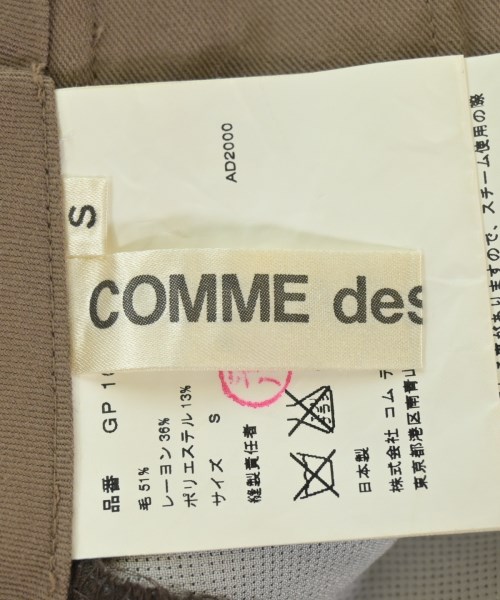 S
COMME des
AD2000
品番 GP
毛 51%
レーヨン 36%
ポリエステル 13%
サイズ S
縫製責任者
日本製
株式会社 コム デ
東京都港区南青山
ますので、スチーム使用の際